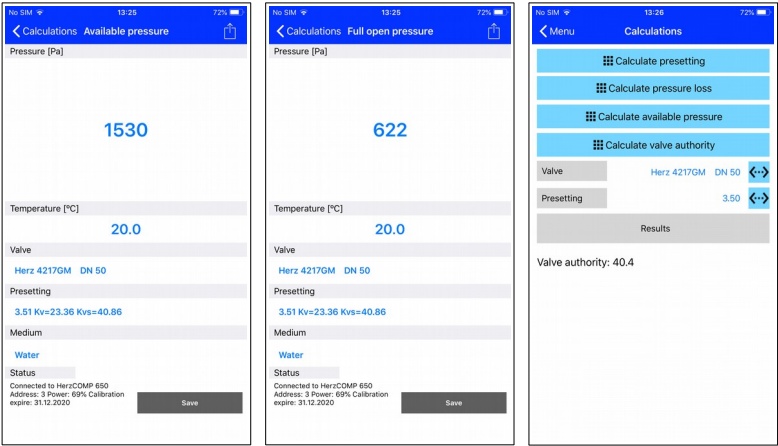 No SIM 13:25 72%
Calculations Available pressure
Pressure [Pa]
1530
Temperature [ºC]
20.0
Valve
Herz 4217GM DN 50
Presetting
3.51 Kv=23.36 Kvs=40.86
Medium
Water
Status
Connected to HerzCOMP 650
Address: 3 Power: 69% Calibration
expire: 31.12.2020
Save
No SIM 13:25 72%
Calculations Full open pressure
Pressure [Pa]
622
Temperature [ºC]
20.0
Valve
Herz 4217GM DN 50
Presetting
3.51 Kv=23.36 Kvs=40.86
Medium
Water
Status
Connected to HerzCOMP 650
Address: 3 Power: 69% Calibration
expire: 31.12.2020
Save
No SIM 13:26 72%
Menu Calculations
Calculate presetting
Calculate pressure loss
Calculate available pressure
Calculate valve authority
Valve Herz 4217GM DN 50
Presetting 3.50
Results
Valve authority: 40.4